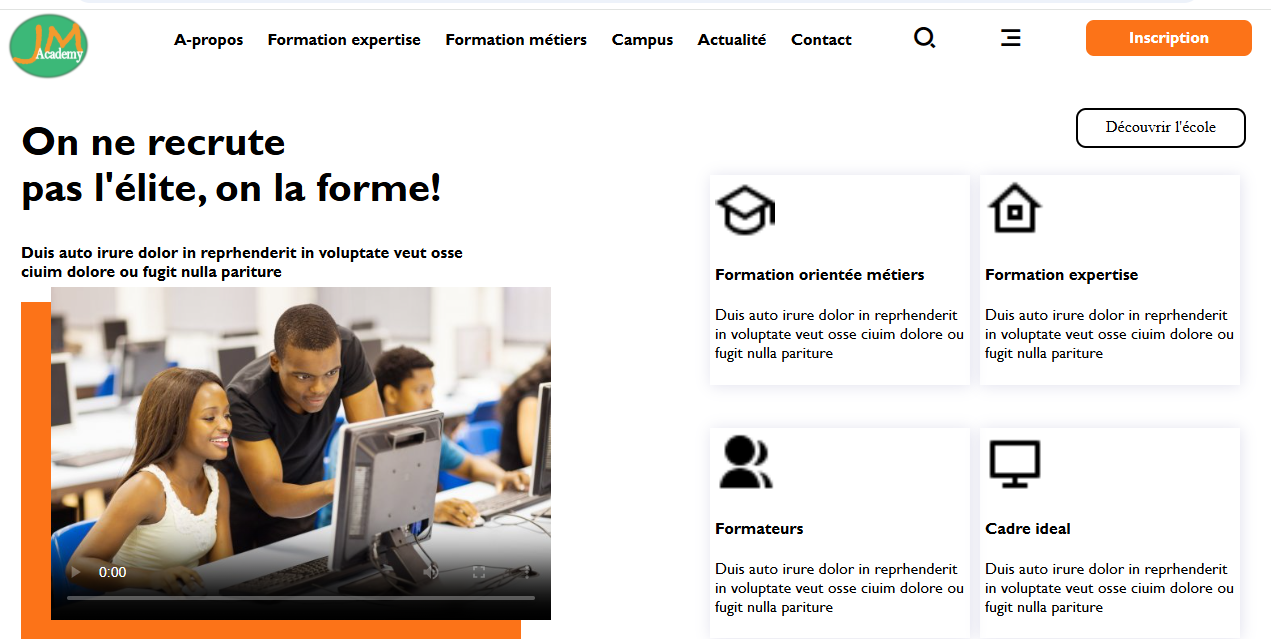 JM
Academy
A-propos
Formation expertise
Formation métiers
Campus
Actualité
Contact
Inscription
On ne recrute
pas l'élite, on la forme!
Duis auto irure dolor in reprhenderit in voluptate veut osse
ciuim dolore ou fugit nulla pariture
0:00
Découvrir l'école
Formation orientée métiers
Duis auto irure dolor in reprhenderit
in voluptate veut osse ciuim dolore ou
fugit nulla pariture
Formation expertise
Duis auto irure dolor in reprhenderit
in voluptate veut osse ciuim dolore ou
fugit nulla pariture
Formateurs
Duis auto irure dolor in reprhenderit
in voluptate veut osse ciuim dolore ou
fugit nulla pariture
Cadre ideal
Duis auto irure dolor in reprhenderit
in voluptate veut osse ciuim dolore ou
fugit nulla pariture